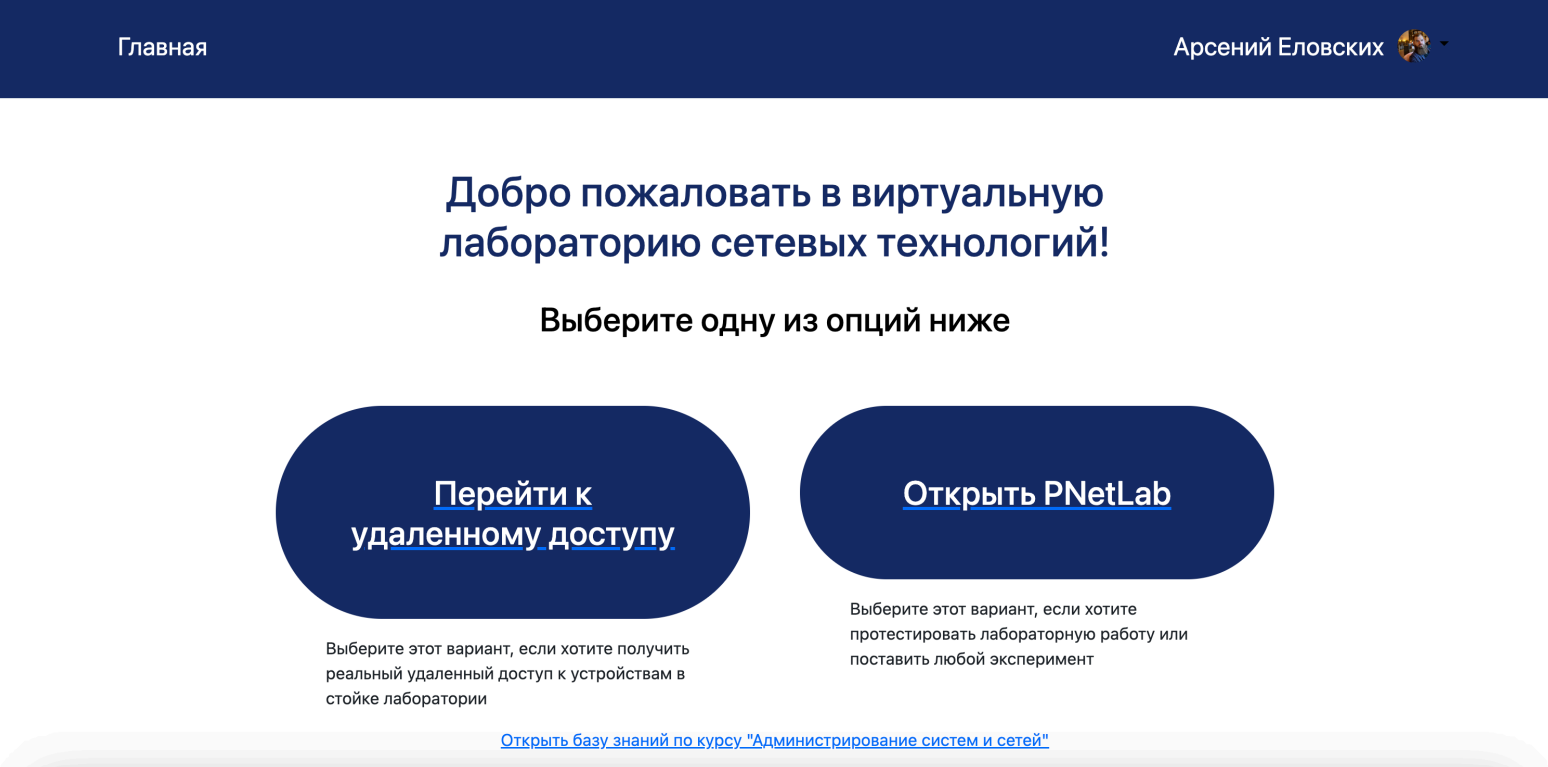 Главная
Арсений Еловских
Добро пожаловать в виртуальную
лабораторию сетевых технологий!
Выберите одну из опций ниже
Перейти к
удаленному доступу
Выберите этот вариант, если хотите получить
реальный удаленный доступ к устройствам в
стойке лаборатории
Открыть PNetLab
Выберите этот вариант, если хотите
протестировать лабораторную работу или
поставить любой эксперимент
Открыть базу знаний по курсу "Администрирование систем и сетей"